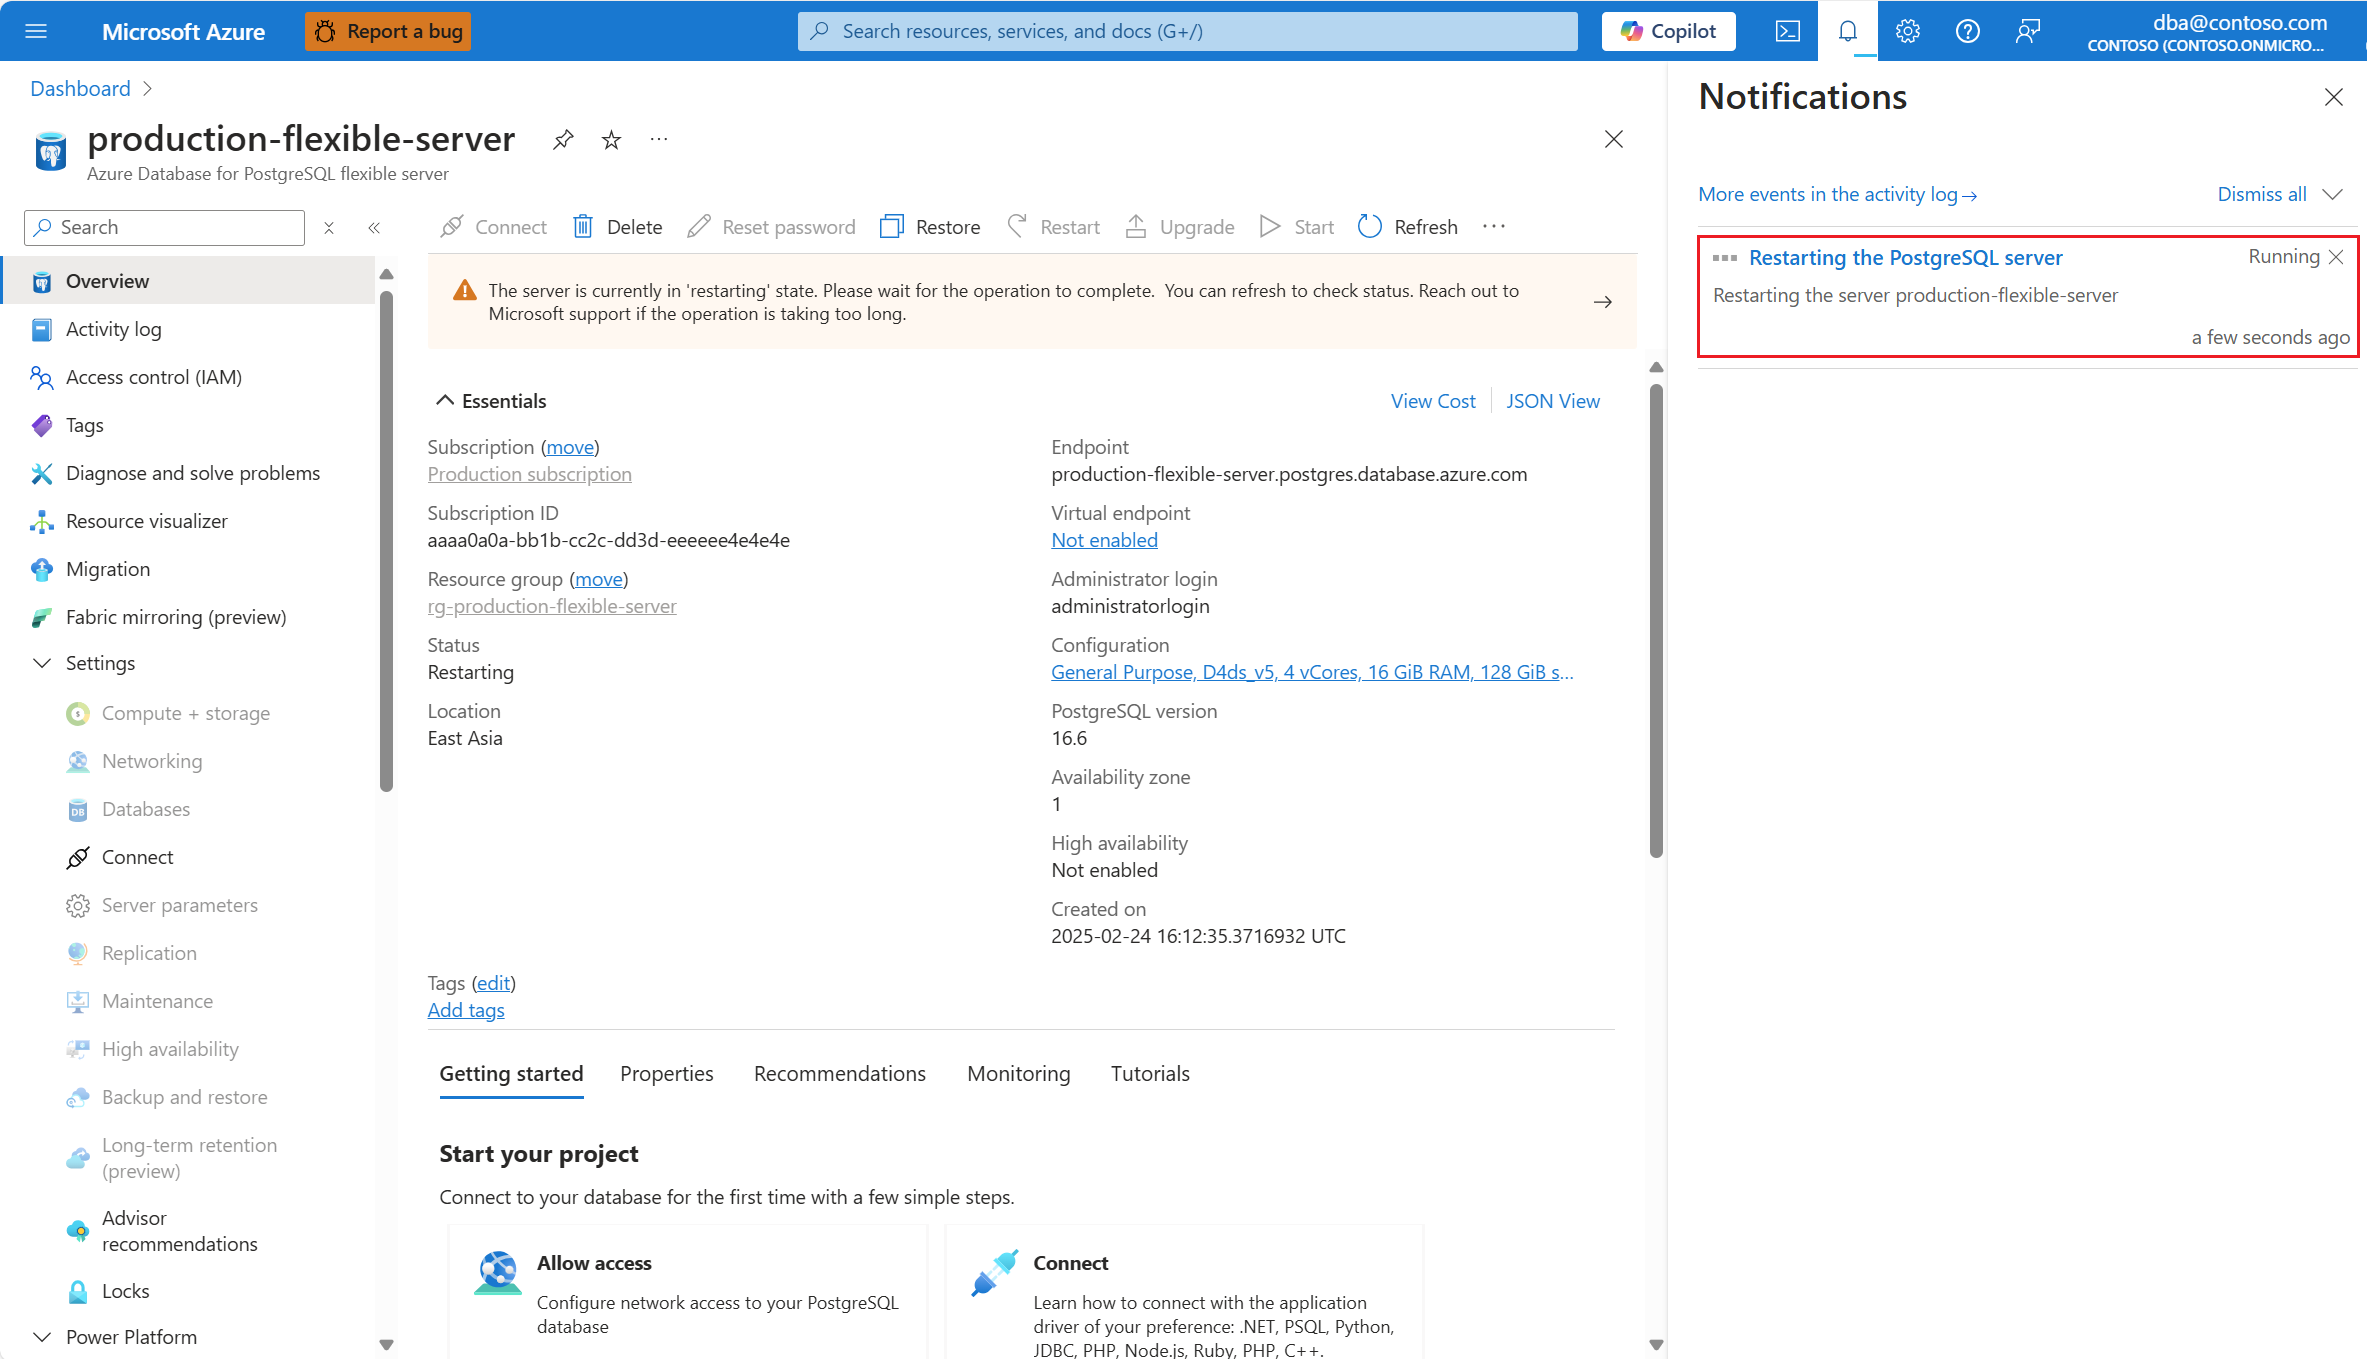 Microsoft Azure
Report a bug
Search resources, services, and docs (G+/)
Copilot
dba@contoso.com
CONTOSO (CONTOSO.ONMICRO...
Dashboard
production-flexible-server
Azure Database for PostgreSQL flexible server
Search
Overview
Activity log
Access control (IAM)
Tags
Diagnose and solve problems
Resource visualizer
Migration
Fabric mirroring (preview)
Settings
Compute + storage
Networking
Databases
Connect
Server parameters
Replication
Maintenance
High availability
Backup and restore
Long-term retention
(preview)
Advisor
recommendations
Locks
Power Platform
Connect
Delete
Reset password
Restore
Restart
Upgrade
Start
Refresh
The server is currently in 'restarting' state. Please wait for the operation to complete.  You can refresh to check status. Reach out to
Microsoft support if the operation is taking too long.
Essentials
View Cost
JSON View
Subscription (move)
Production subscription
Subscription ID
aaaa0a0a-bb1b-cc2c-dd3d-eeeeee4e4e4e
Resource group (move)
rg-production-flexible-server
Status
Restarting
Location
East Asia
Endpoint
production-flexible-server.postgres.database.azure.com
Virtual endpoint
Not enabled
Administrator login
administratorlogin
Configuration
General Purpose, D4ds_v5, 4 vCores, 16 GiB RAM, 128 GiB s...
PostgreSQL version
16.6
Availability zone
1
High availability
Not enabled
Created on
2025-02-24 16:12:35.3716932 UTC
Tags (edit)
Add tags
Getting started
Properties
Recommendations
Monitoring
Tutorials
Start your project
Connect to your database for the first time with a few simple steps.
Allow access
Configure network access to your PostgreSQL
database
Connect
Learn how to connect with the application
driver of your preference: .NET, PSQL, Python,
JDBC, PHP, Node.js, Ruby, PHP, C++.
Notifications
More events in the activity log→
Dismiss all
Restarting the PostgreSQL server
Running
Restarting the server production-flexible-server
a few seconds ago